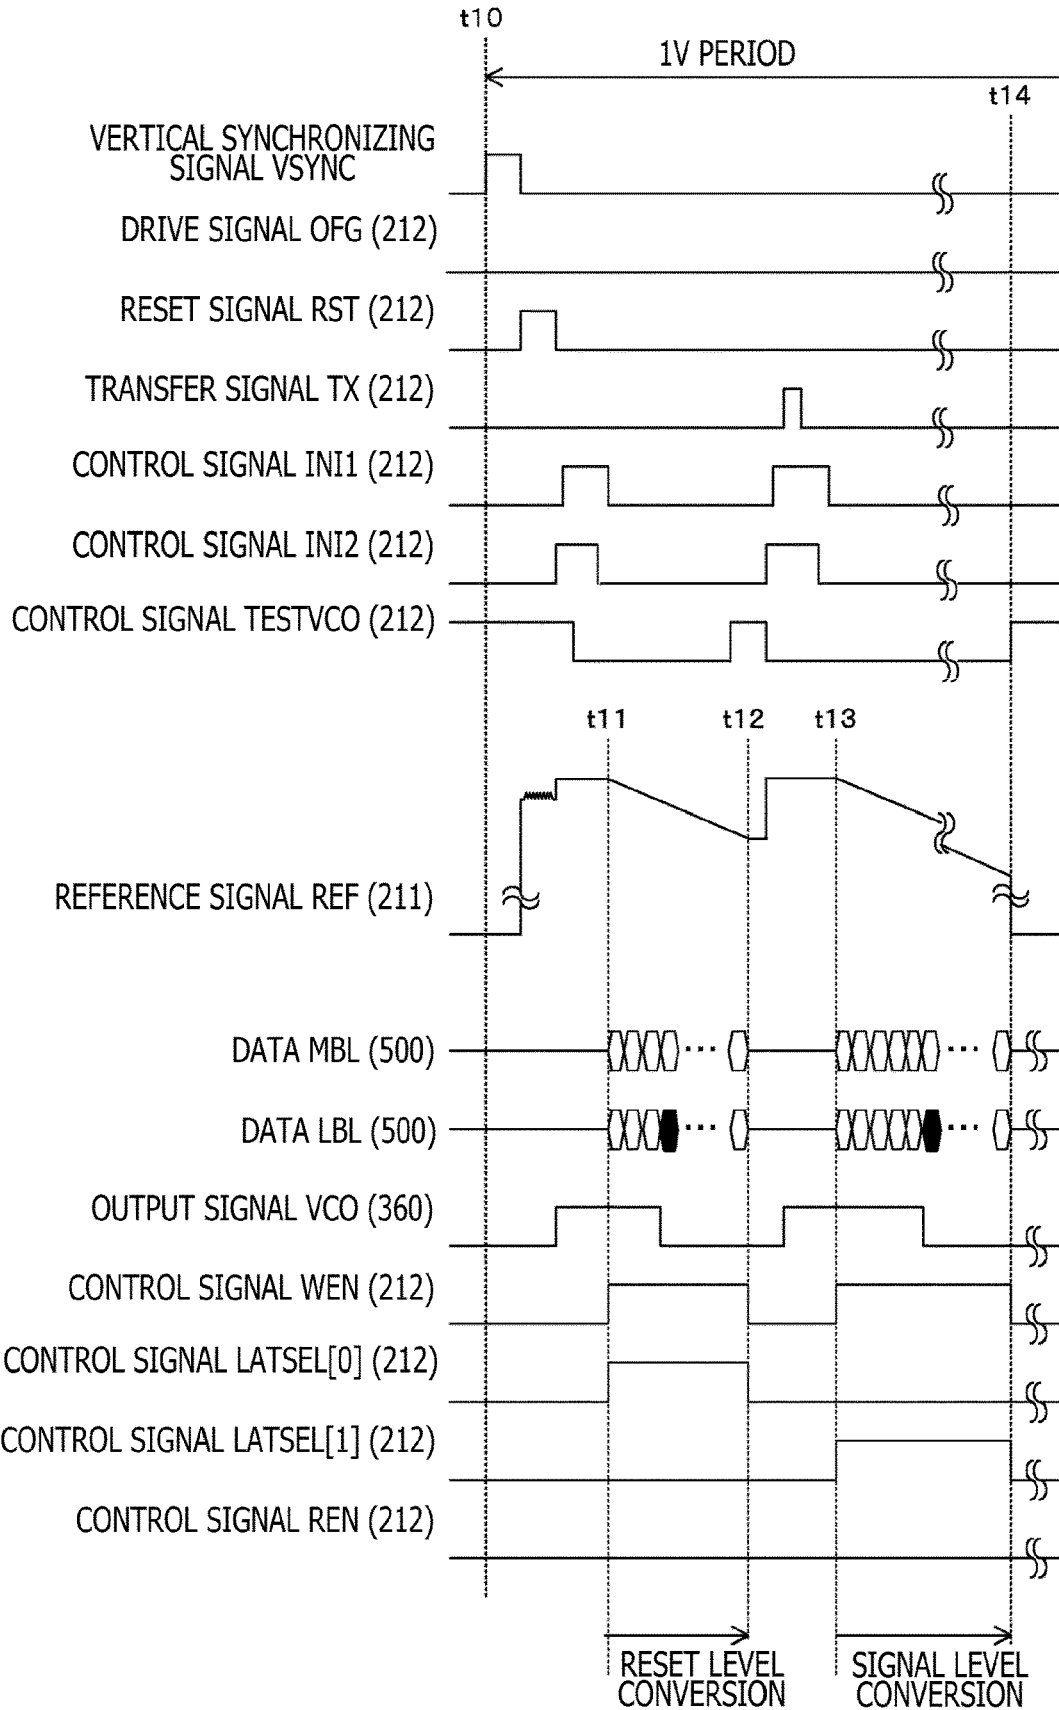 t10
1V PERIOD
t14
VERTICAL SYNCHRONIZING
SIGNAL VSYNC
DRIVE SIGNAL OFG (212)
RESET SIGNAL RST (212)
TRANSFER SIGNAL TX (212)
CONTROL SIGNAL INI1 (212)
CONTROL SIGNAL INI2 (212)
CONTROL SIGNAL TESTVCO (212)
t11 t12 t13
REFERENCE SIGNAL REF (211)
DATA MBL (500)
DATA LBL (500)
OUTPUT SIGNAL VCO (360)
CONTROL SIGNAL WEN (212)
CONTROL SIGNAL LATSEL[0] (212)
CONTROL SIGNAL LATSEL[1] (212)
CONTROL SIGNAL REN (212)
RESET LEVEL
CONVERSION
SIGNAL LEVEL
CONVERSION